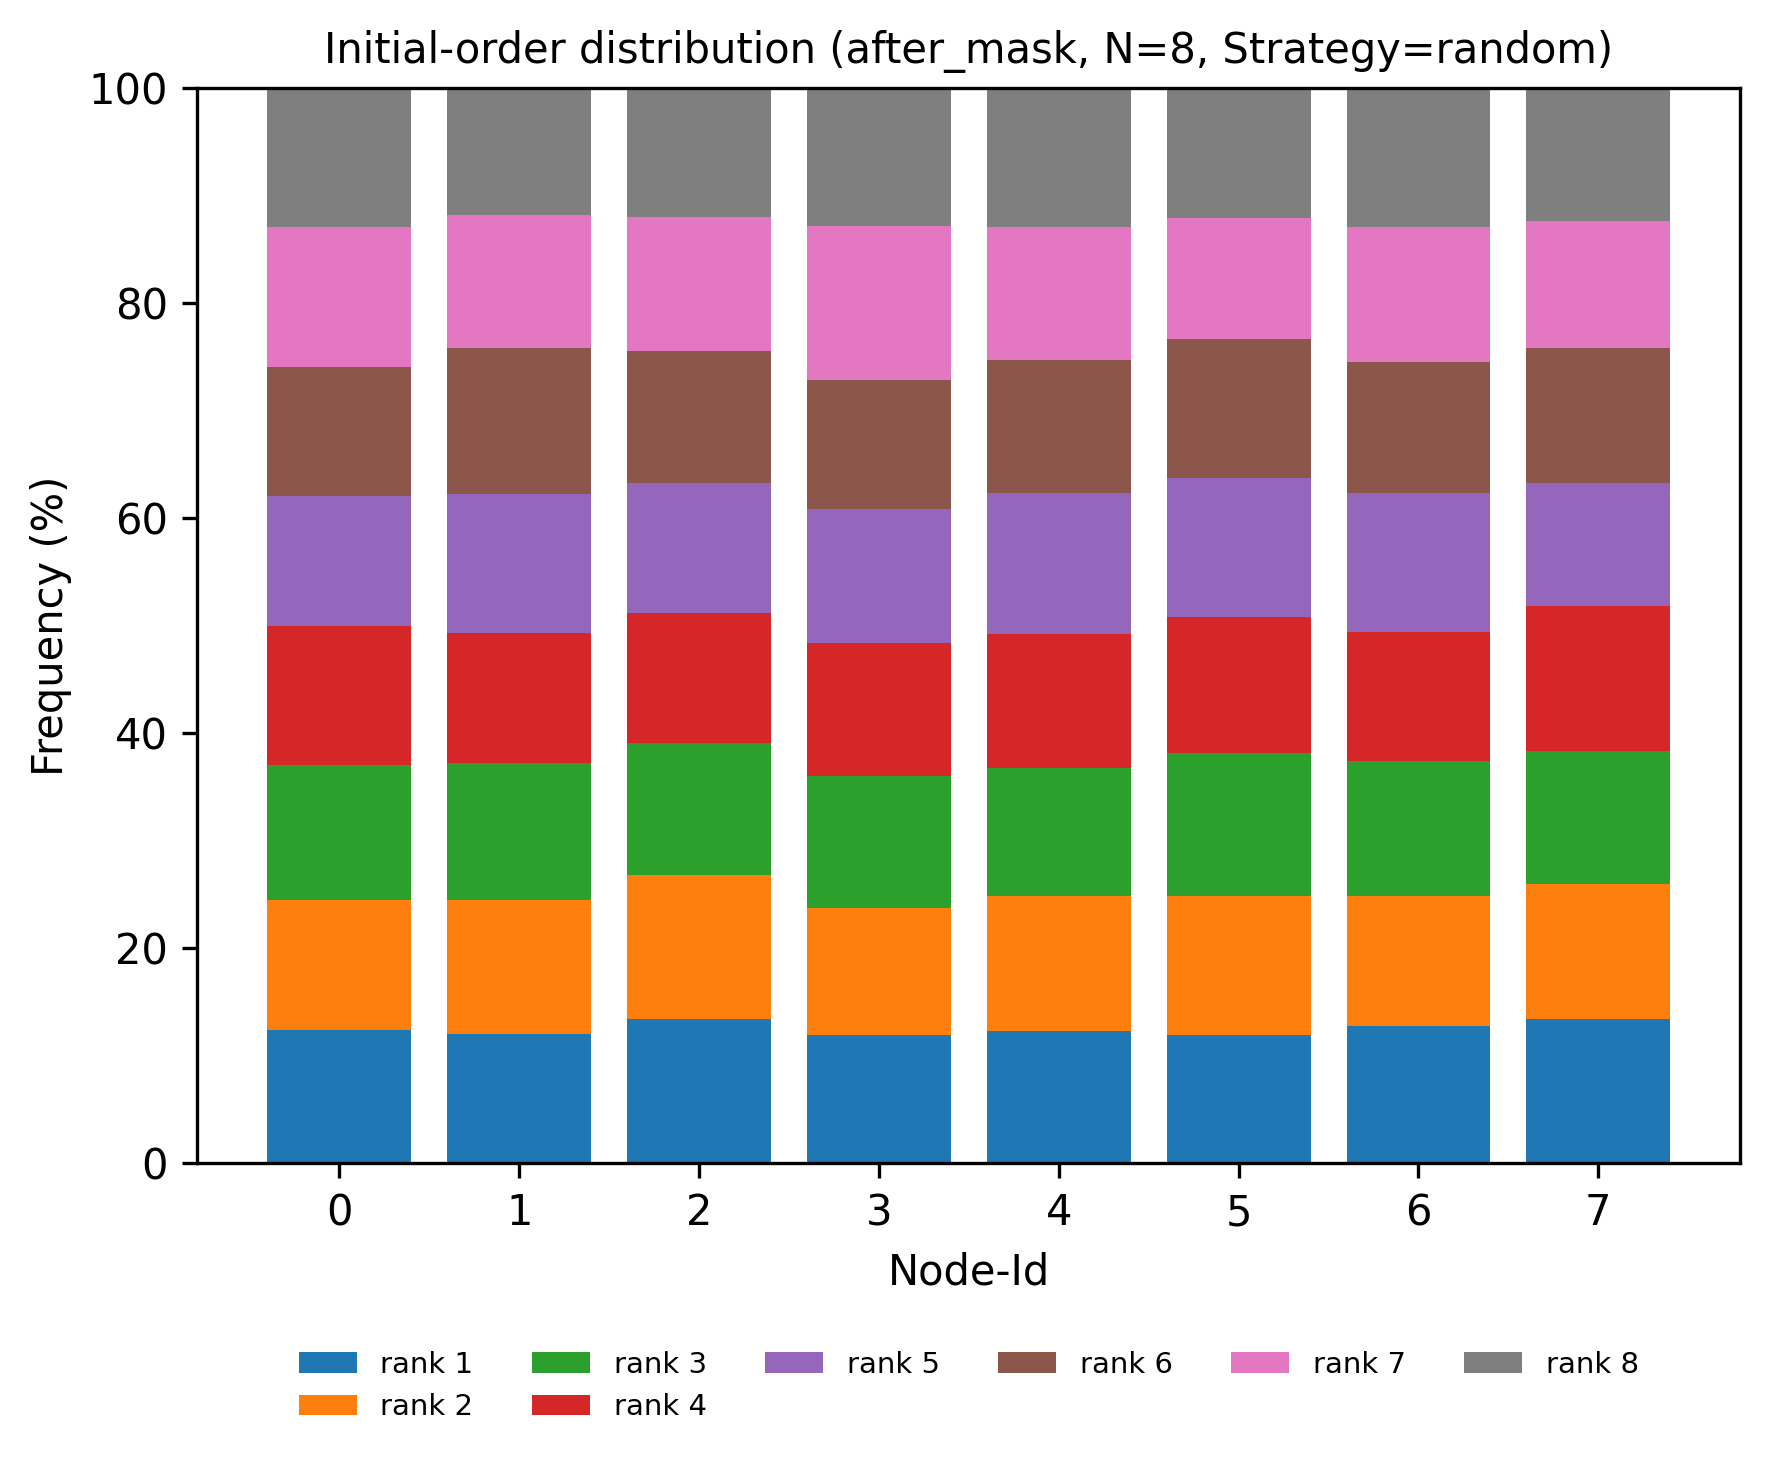 Initial-order distribution (after_mask, N=8, Strategy=random)
100
80
60
40
20
0
Frequency (%)
0 1 2 3 4 5 6 7
Node-Id
rank 1 rank 3 rank 5 rank 6 rank 7 rank 8
rank 2 rank 4